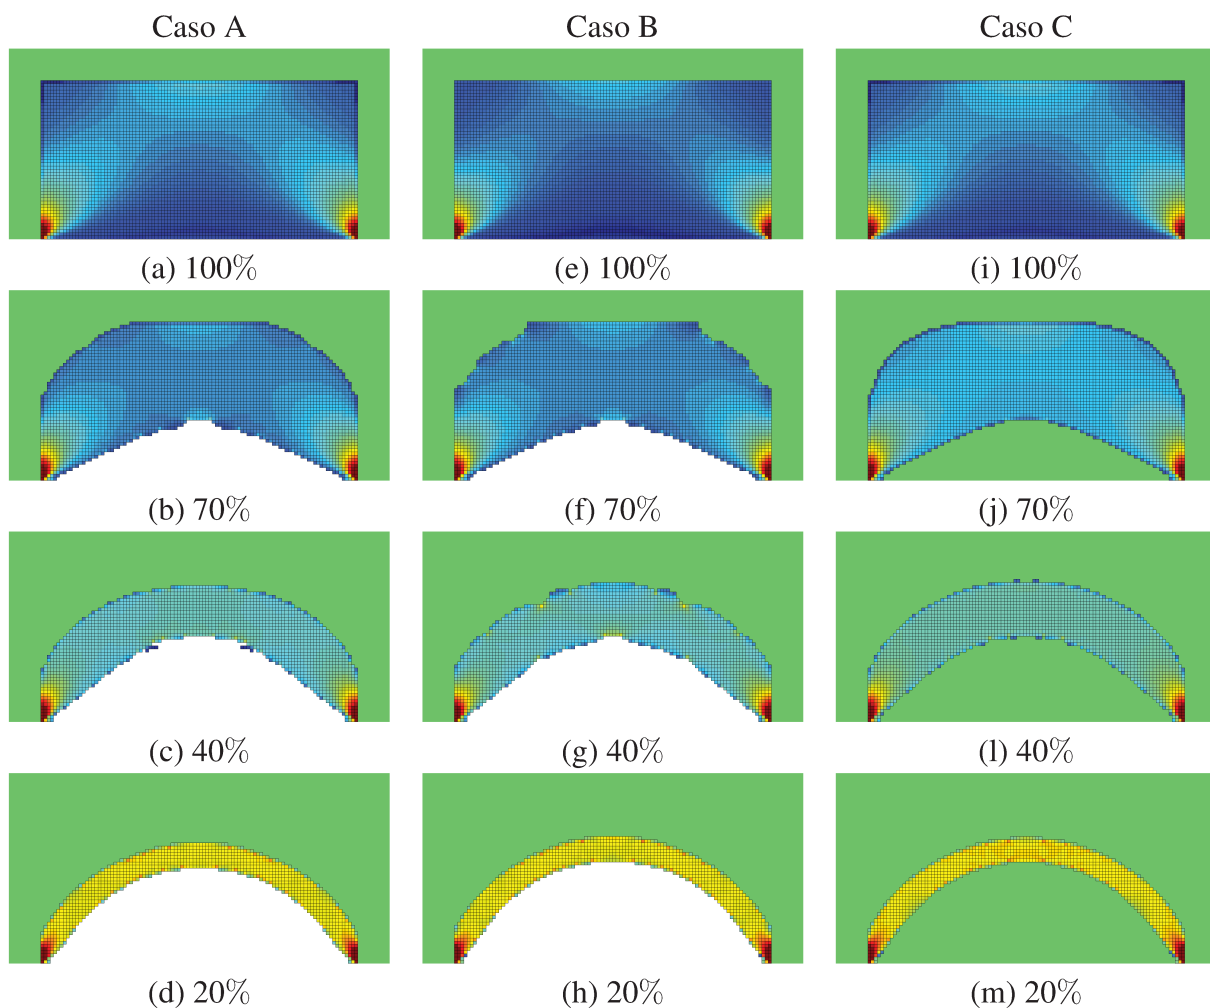 Caso A Caso B Caso C
(a) 100% (e) 100% (i) 100%
(b) 70% (f) 70% (j) 70%
(c) 40% (g) 40% (l) 40%
(d) 20% (h) 20% (m) 20%